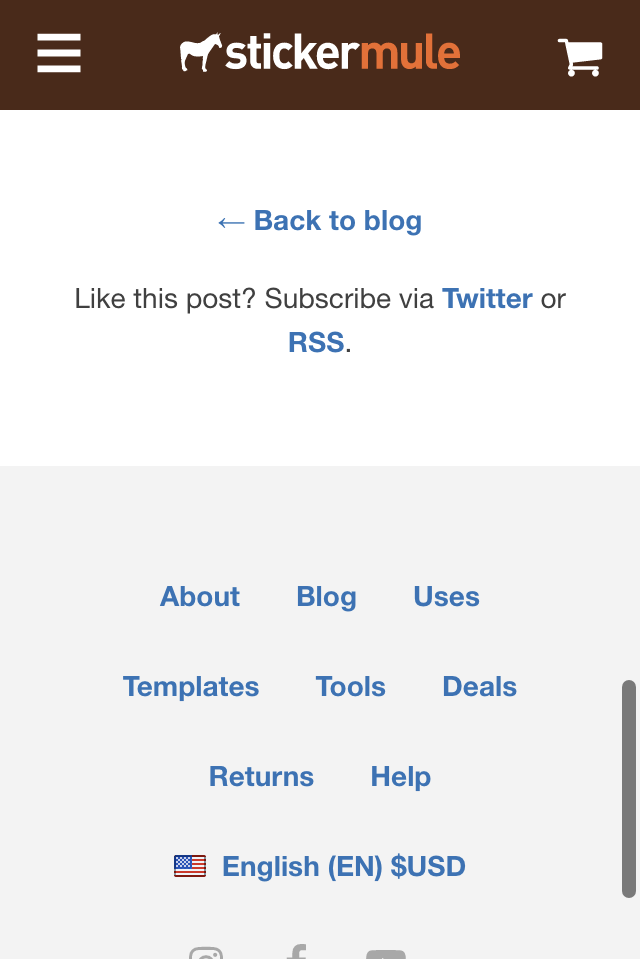 stickermule
← Back to blog
Like this post? Subscribe via Twitter or
RSS.
About Blog Uses
Templates Tools Deals
Returns Help
English (EN) $USD